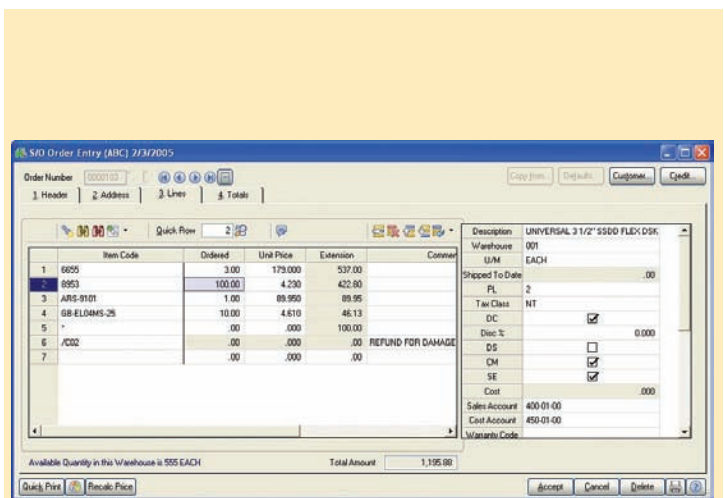 S/O Order Entry (ABC) 2/3/2005
Order Number 0000103 Copy from... Defaults... Customer... Credit...
1. Header 2. Address 3. Lines 4. Totals
Quick Row 2
Item Code Ordered Unit Price Extension Commer
1 6655 3.00 179.000 537.00
2 8953 100.00 4.230 422.80
3 ARS-9101 1.00 89.950 89.95
4 GB-EL04MS-25 10.00 4.610 46.13
5 * .00 .000 100.00
6 /C02 .00 .000 .00 REFUND FOR DAMAGE
7 .00 .000 .00
Description UNIVERSAL 3 1/2" SSDD FLEX DSK
Warehouse 001
U/M EACH
Shipped To Date .00
PL 2
Tax Class NT
DC
Disc % 0.000
DS
CM
SE
Cost .000
Sales Account 400-01-00
Cost Account 450-01-00
Warranty Code
Available Quantity in this Warehouse is 555 EACH Total Amount 1,195.88
Quick Print Recalc Price Accept Cancel Delete